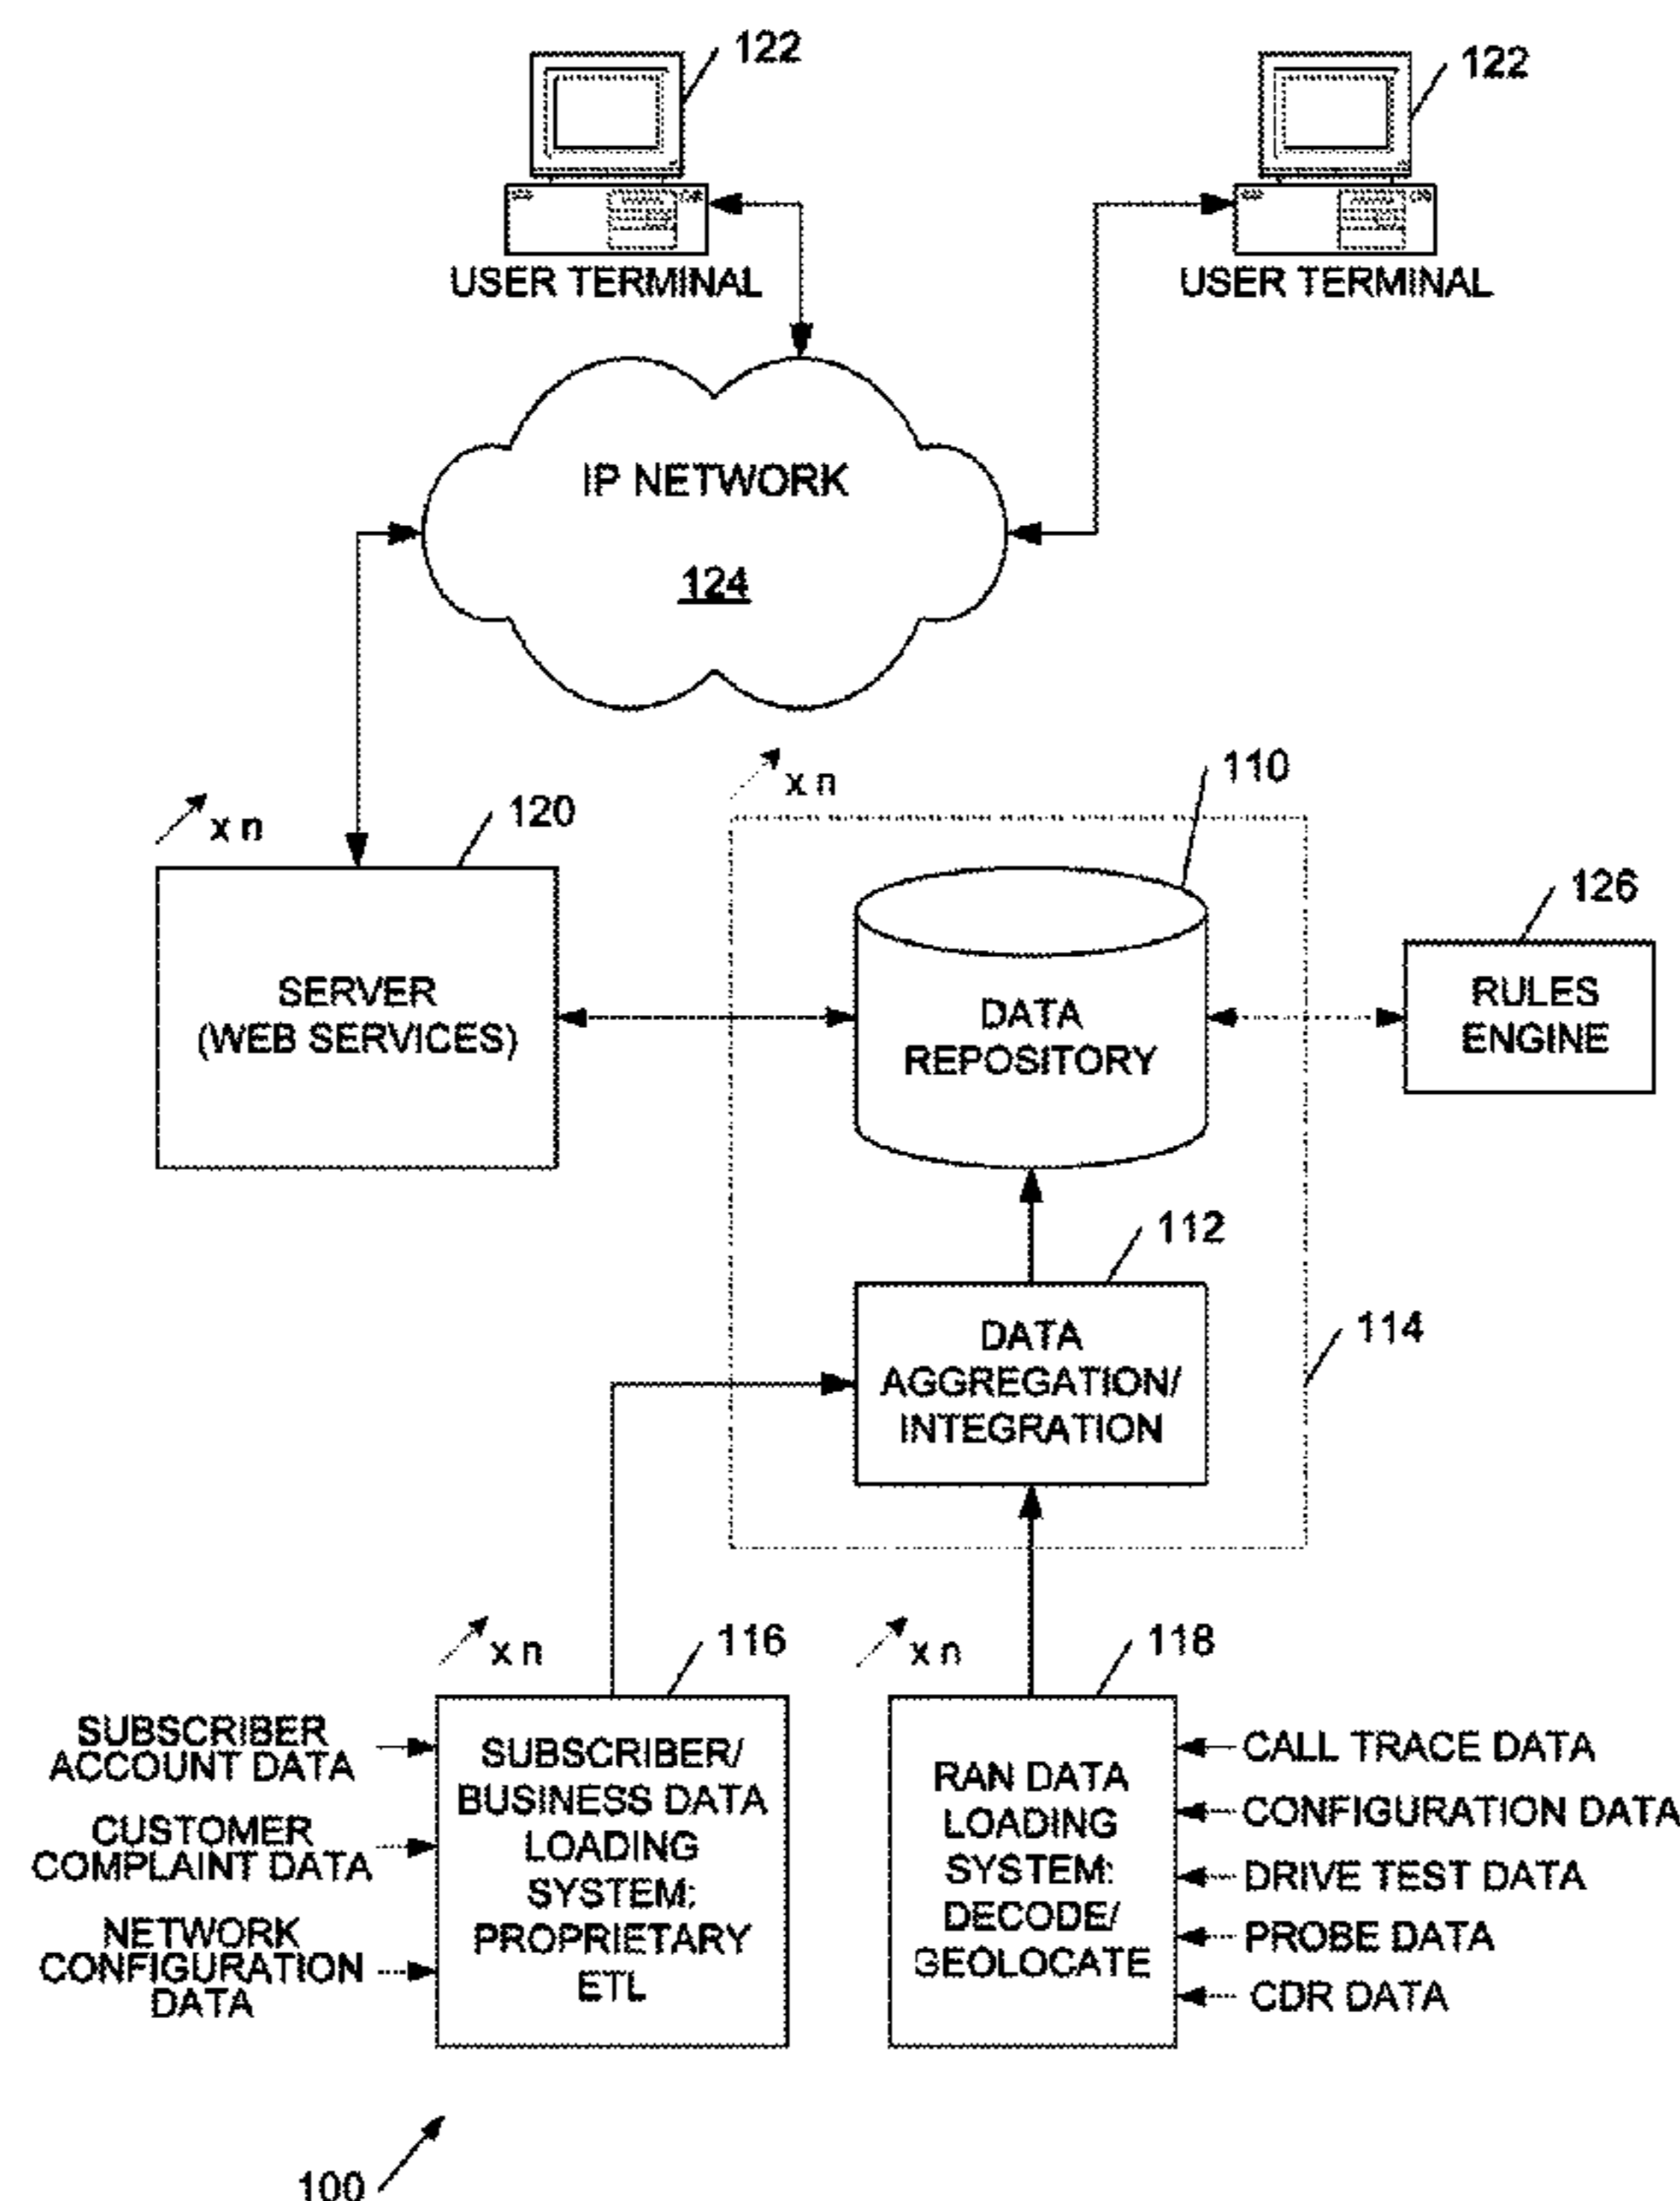 122
122
USER TERMINAL
USER TERMINAL
IP NETWORK
124
x n
110
x n
120
126
SERVER
(WEB SERVICES)
DATA
REPOSITORY
RULES
ENGINE
112
DATA
AGGREGATION/
INTEGRATION
114
x n
116
x n
118
SUBSCRIBER
ACCOUNT DATA
CUSTOMER
COMPLAINT DATA
NETWORK
CONFIGURATION
DATA
SUBSCRIBER/
BUSINESS DATA
LOADING
SYSTEM:
PROPRIETARY
ETL
RAN DATA
LOADING
SYSTEM:
DECODE/
GEOLOCATE
CALL TRACE DATA
CONFIGURATION DATA
DRIVE TEST DATA
PROBE DATA
CDR DATA
100